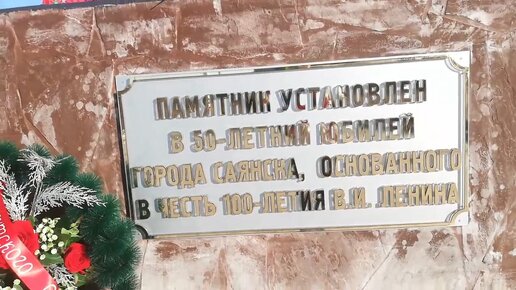 ПАМЯТНИК УСТАНОВЛЕН
В 50-ЛЕТНИЙ ЮБИЛЕЙ
ГОРОДА САЯНСКА, ОСНОВАННОГО
В ЧЕСТЬ 100-ЛЕТИЯ В.И. ЛЕНИНА